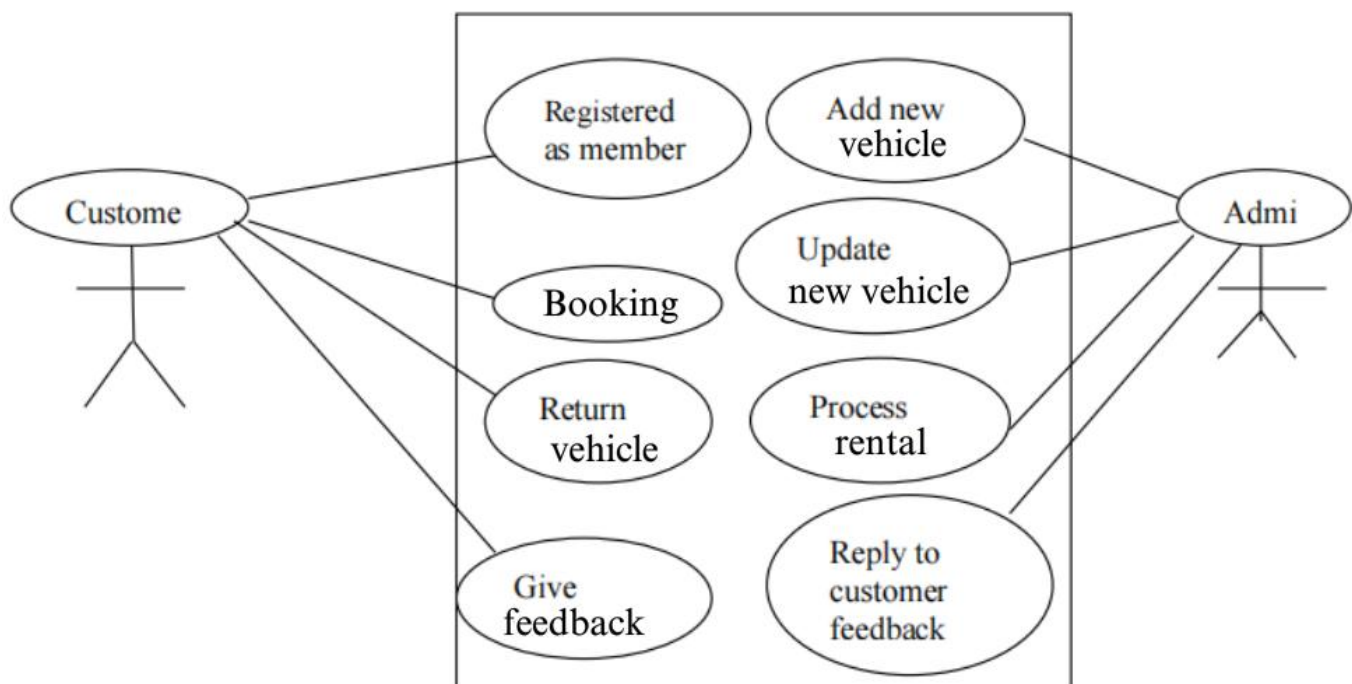 Custome
Registered
as member
Booking
Return
vehicle
Give
feedback
Add new
vehicle
Update
new vehicle
Process
rental
Reply to
customer
feedback
Admi